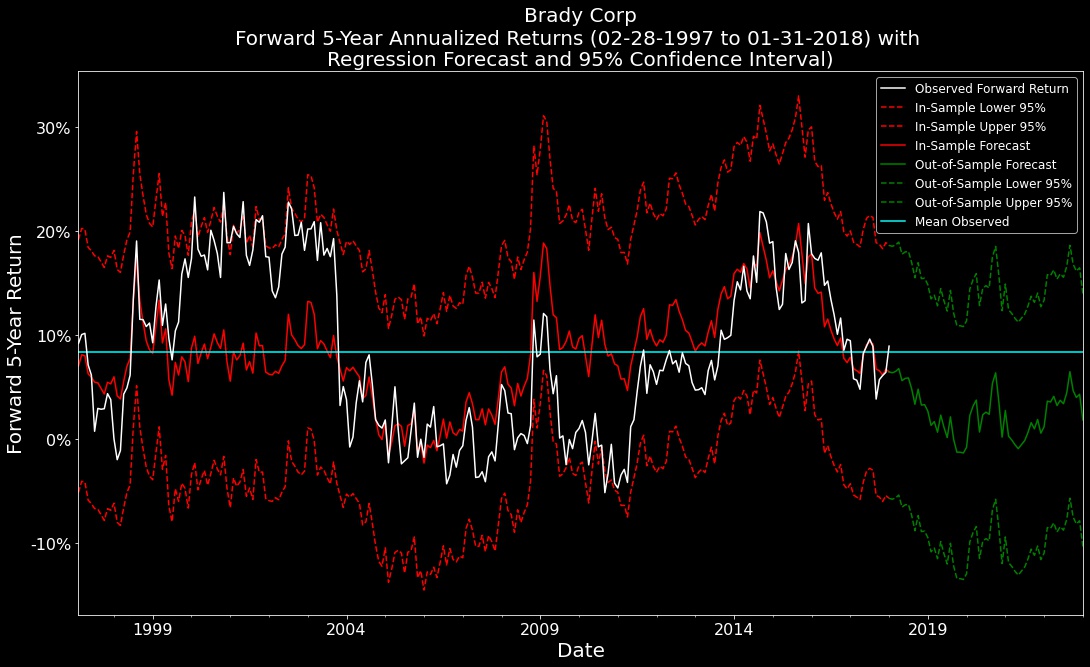 Brady Corp
Forward 5-Year Annualized Returns (02-28-1997 to 01-31-2018) with
Regression Forecast and 95% Confidence Interval)
Observed Forward Return
In-Sample Lower 95%
In-Sample Upper 95%
In-Sample Forecast
Out-of-Sample Forecast
Out-of-Sample Lower 95%
Out-of-Sample Upper 95%
Mean Observed
Forward 5-Year Return
30%
20%
10%
0%
-10%
1999
2004
2009
2014
2019
Date